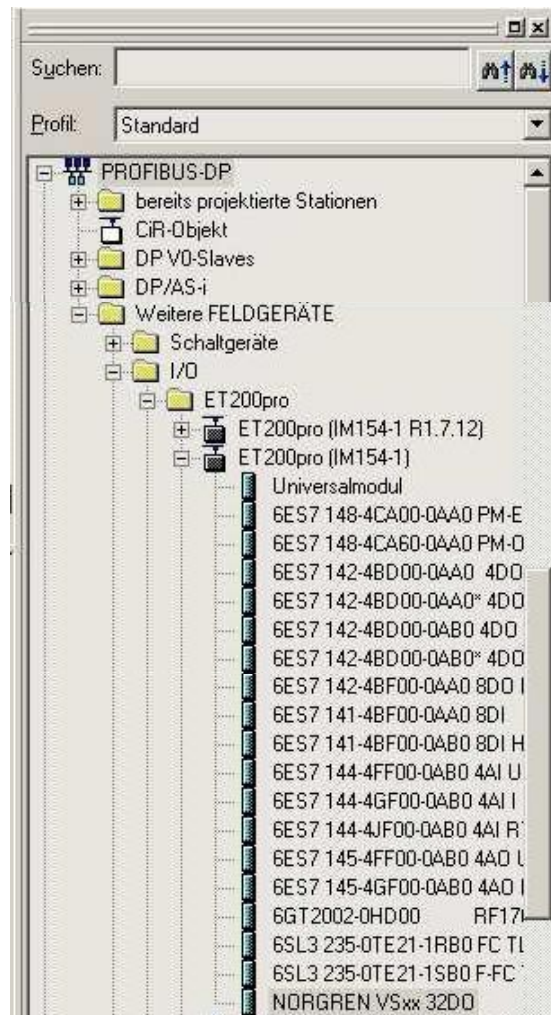 Suchen:
Profil: Standard
PROFIBUS-DP
bereits projektierte Stationen
CiR-Objekt
DP V0-Slaves
DP/AS-i
Weitere FELDGERÄTE
Schaltgeräte
I/O
ET200pro
ET200pro (IM154-1 R1.7.12)
ET200pro (IM154-1)
Universalmodul
6ES7 148-4CA00-0AA0 PM-E
6ES7 148-4CA60-0AA0 PM-O
6ES7 142-4BD00-0AA0 4DO
6ES7 142-4BD00-0AA0* 4DO
6ES7 142-4BD00-0AB0 4DO
6ES7 142-4BD00-0AB0* 4DO
6ES7 142-4BF00-0AA0 8DO
6ES7 141-4BF00-0AA0 8DI
6ES7 141-4BF00-0AB0 8DI H
6ES7 144-4FF00-0AB0 4AI U
6ES7 144-4GF00-0AB0 4AI I
6ES7 144-4JF00-0AB0 4AI R
6ES7 145-4FF00-0AB0 4AO
6ES7 145-4GF00-0AB0 4AO I
6GT2002-0HD00 RF17
6SL3 235-0TE21-1RB0 FC
6SL3 235-0TE21-1SB0 F-FC
NORGREN VSxx 32DO